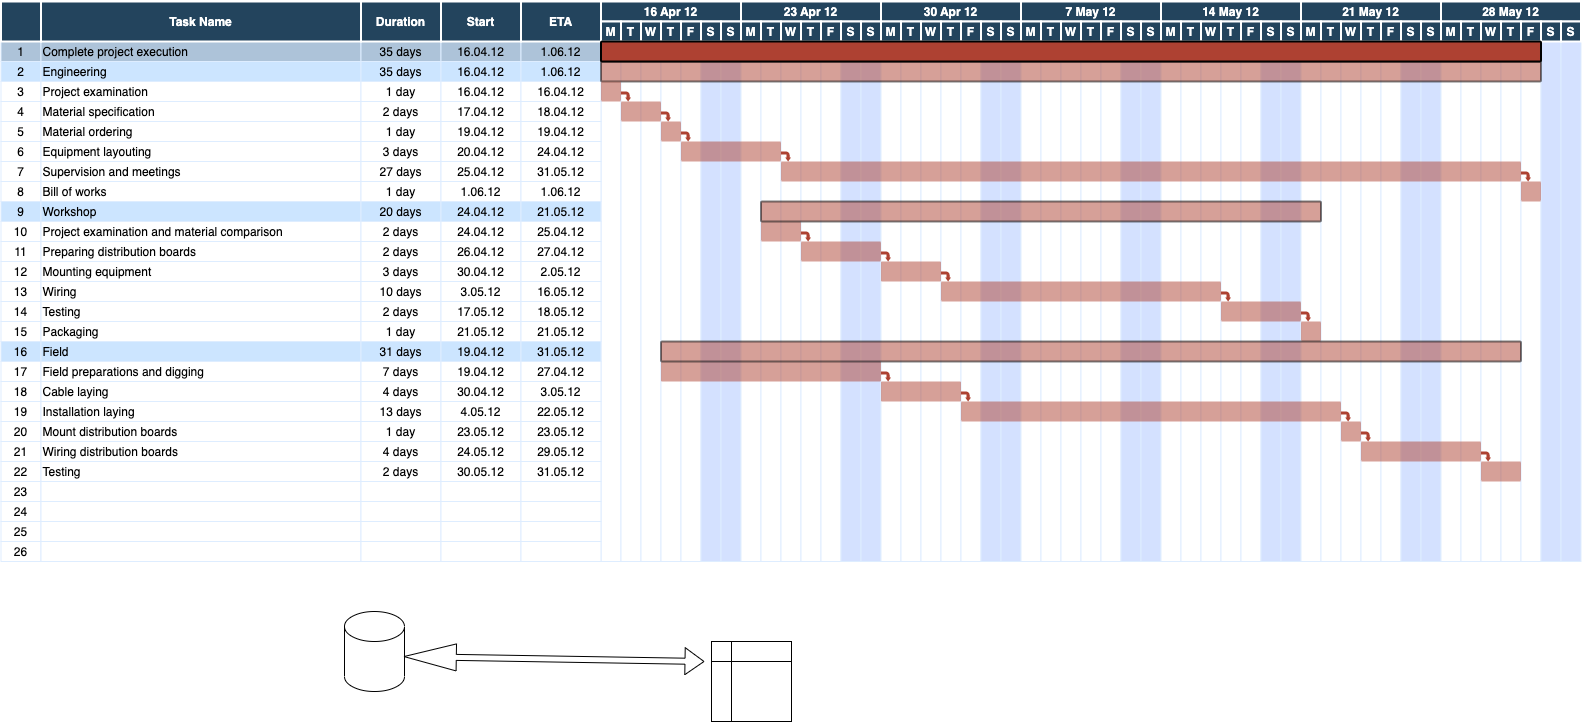 Task Name Duration Start ETA 16 Apr 12 23 Apr 12 30 Apr 12 7 May 12 14 May 12 21 May 12 28 May 12
M T W T F S S M T W T F S S M T W T F S S M T W T F S S M T W T F S S M T W T F S S M T W T F S S
1 Complete project execution 35 days 16.04.12 1.06.12
2 Engineering 35 days 16.04.12 1.06.12
3 Project examination 1 day 16.04.12 16.04.12
4 Material specification 2 days 17.04.12 18.04.12
5 Material ordering 1 day 19.04.12 19.04.12
6 Equipment layouting 3 days 20.04.12 24.04.12
7 Supervision and meetings 27 days 25.04.12 31.05.12
8 Bill of works 1 day 1.06.12 1.06.12
9 Workshop 20 days 24.04.12 21.05.12
10 Project examination and material comparison 2 days 24.04.12 25.04.12
11 Preparing distribution boards 2 days 26.04.12 27.04.12
12 Mounting equipment 3 days 30.04.12 2.05.12
13 Wiring 10 days 3.05.12 16.05.12
14 Testing 2 days 17.05.12 18.05.12
15 Packaging 1 day 21.05.12 21.05.12
16 Field 31 days 19.04.12 31.05.12
17 Field preparations and digging 7 days 19.04.12 27.04.12
18 Cable laying 4 days 30.04.12 3.05.12
19 Installation laying 13 days 4.05.12 22.05.12
20 Mount distribution boards 1 day 23.05.12 23.05.12
21 Wiring distribution boards 4 days 24.05.12 29.05.12
22 Testing 2 days 30.05.12 31.05.12
23
24
25
26